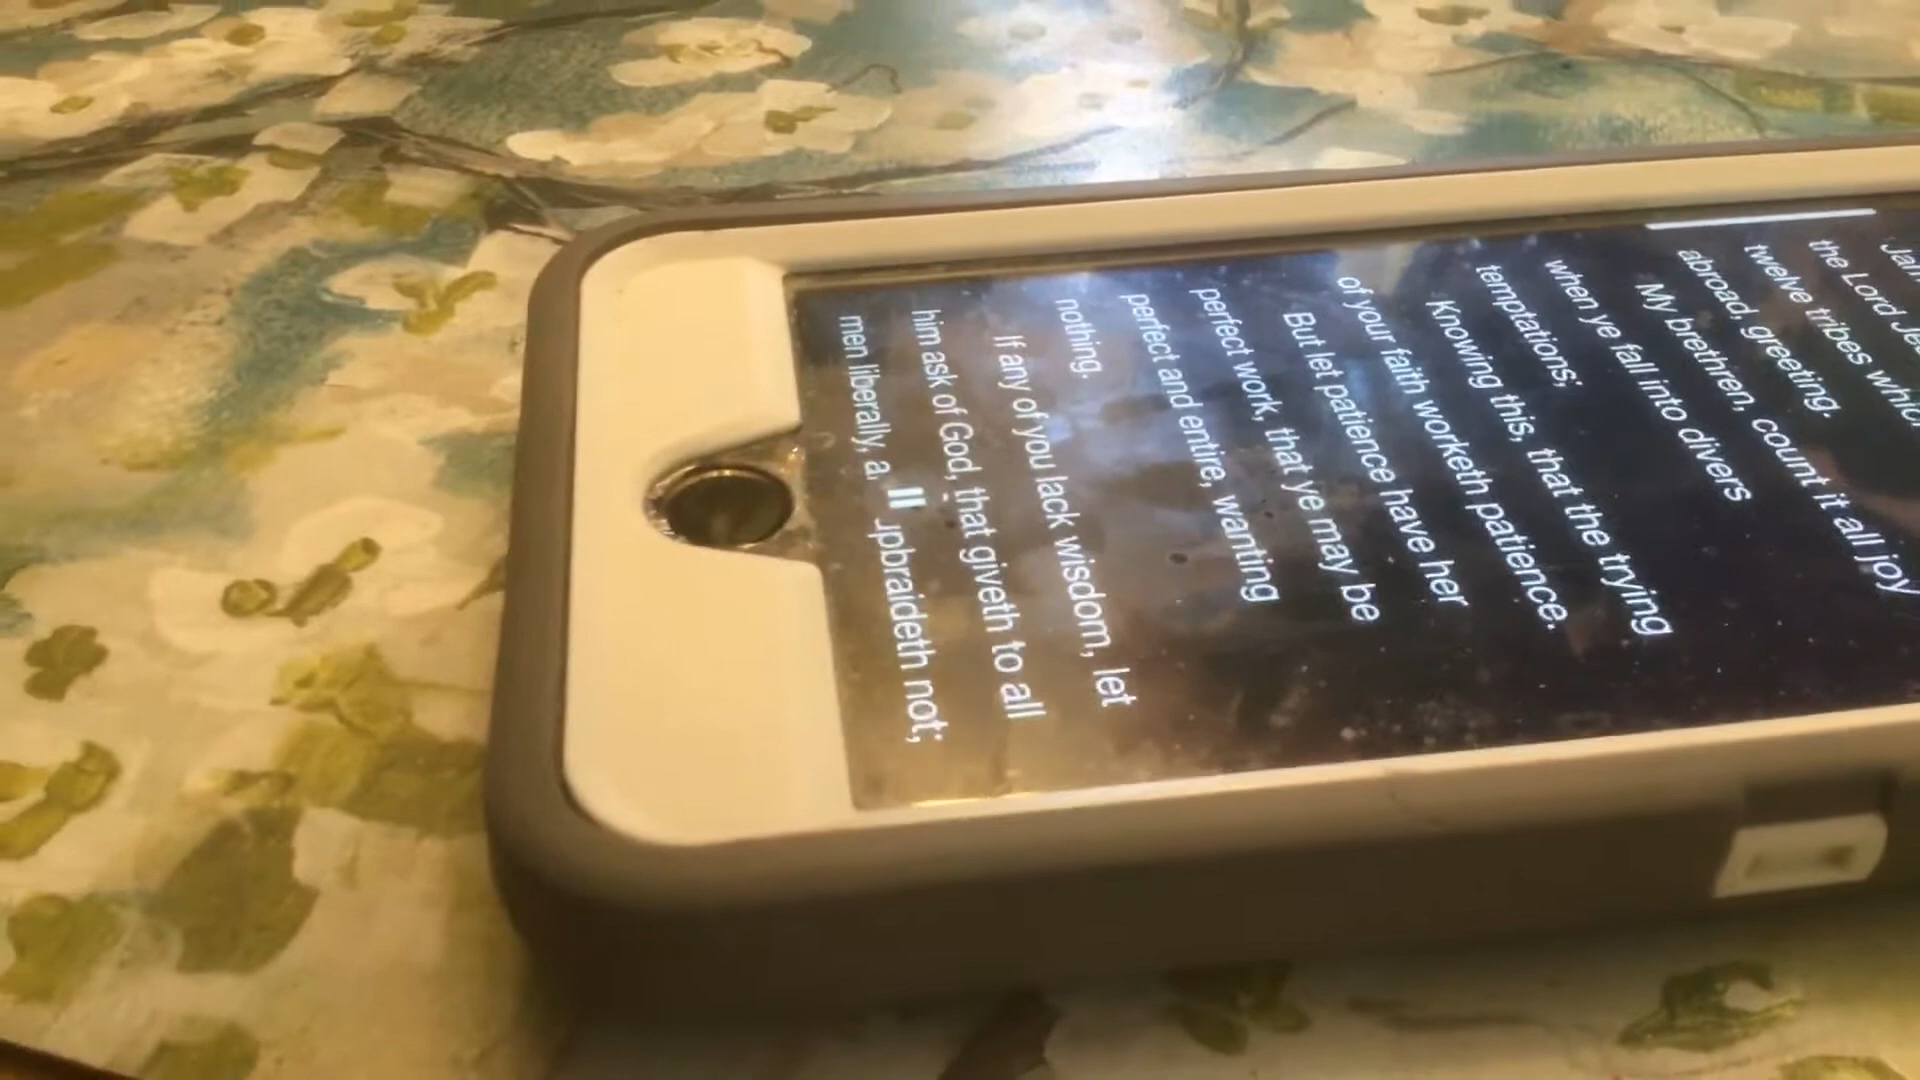 the Lord
twelve tribes
abroad, greeting.
My brethren, count it all joy
when ye fall into divers
temptations;
Knowing this, that the trying
of your faith worketh patience.
But let patience have her
perfect work, that ye may be
perfect and entire, wanting
nothing.
If any of you lack wisdom, let
him ask of God, that giveth to all
men liberally, not;